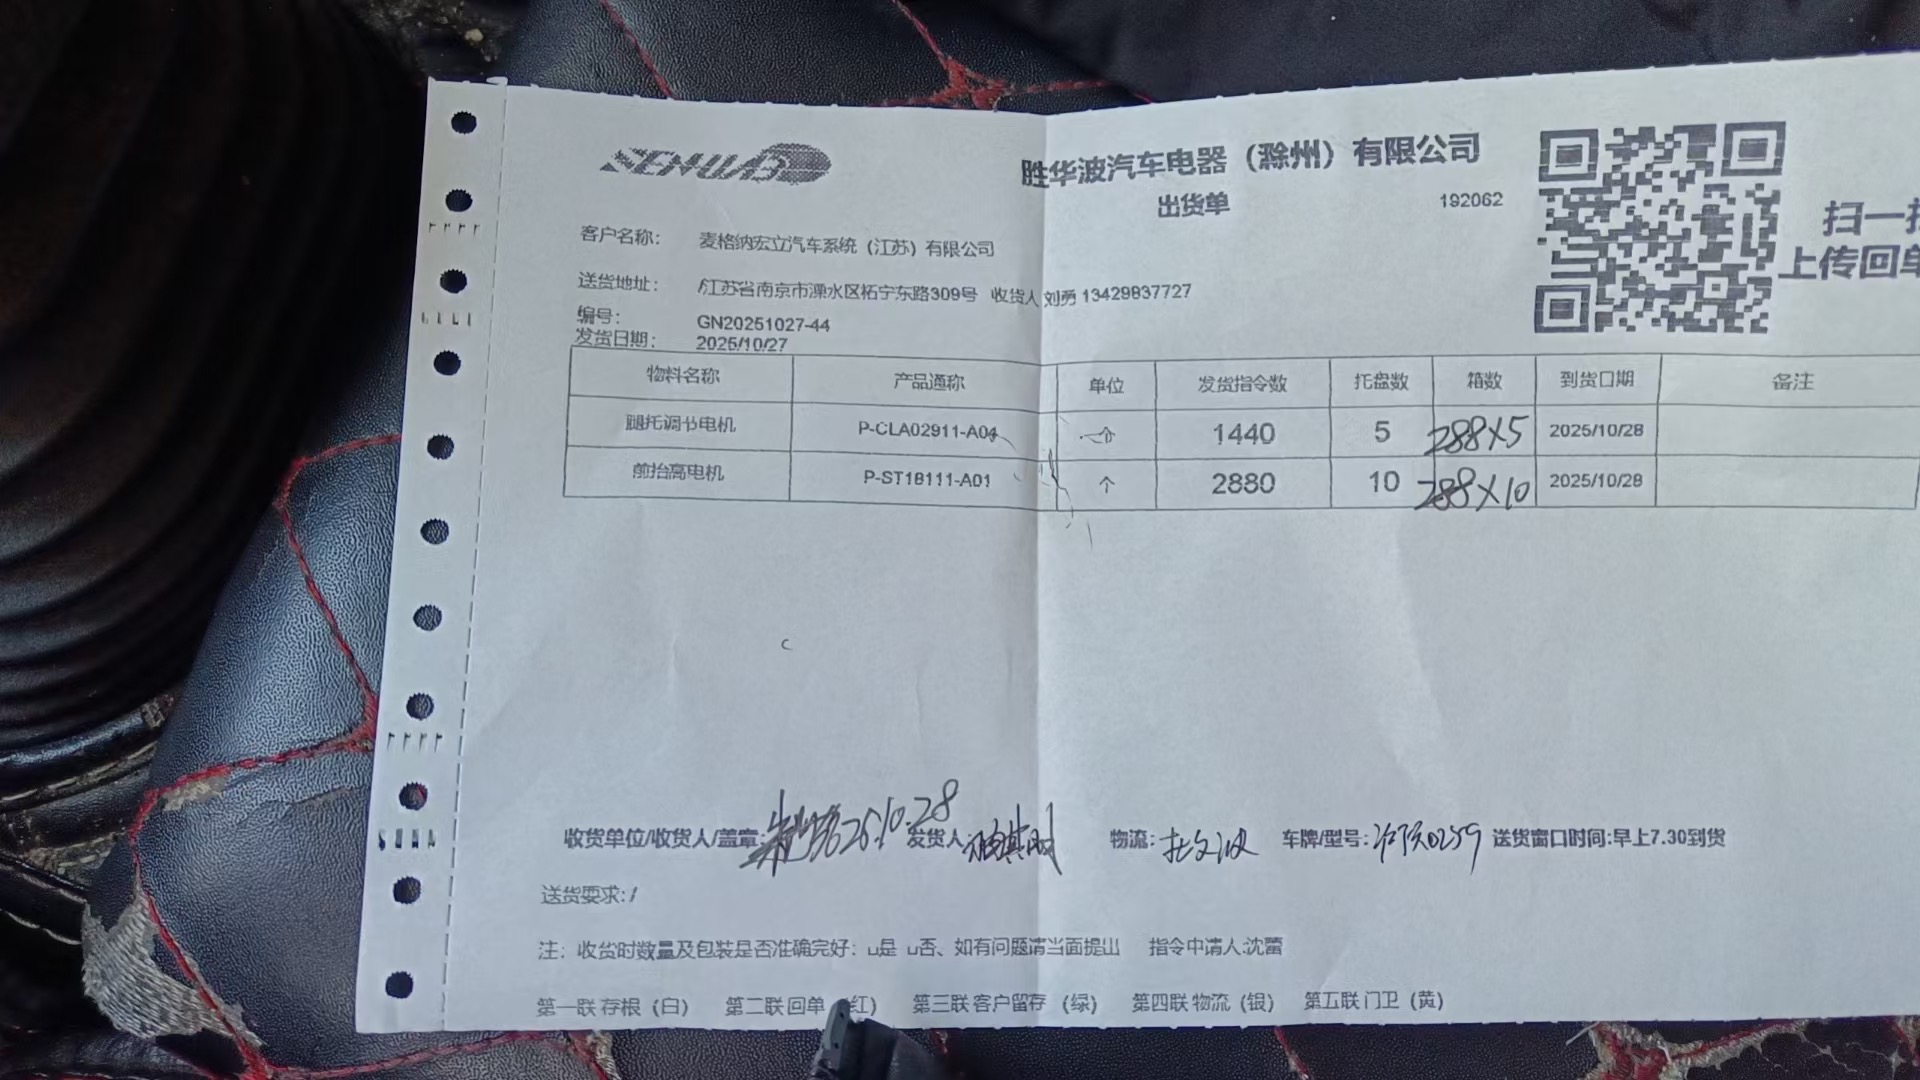 SENHUABO
胜华波汽车电器（滁州）有限公司
出货单
192062
扫一扫
上传回单
客户名称： 麦格纳宏立汽车系统（江苏）有限公司
送货地址： /江苏省南京市溧水区柘宁东路309号 收货人 刘勇 13429837727
编号： GN20251027-44
发货日期： 2025/10/27
物料名称 产品通称 单位 发货指令数 托盘数 箱数 到货日期 备注
腿托调节电机 P-CLA02911-A04 个 1440 5 288X5 2025/10/28
前抬高电机 P-ST18111-A01 个 2880 10 288X10 2025/10/28
收货单位/收货人/盖章: 25.10.28 发货人: 物流: 车牌/型号: 送货窗口时间:早上7.30到货
送货要求:/
注：收货时数量及包装是否准确完好：u是 u否、如有问题请当面提出 指令申请人:沈蕾
第一联 存根（白） 第二联 回单（红） 第三联 客户留存（绿） 第四联 物流（银） 第五联 门卫（黄）